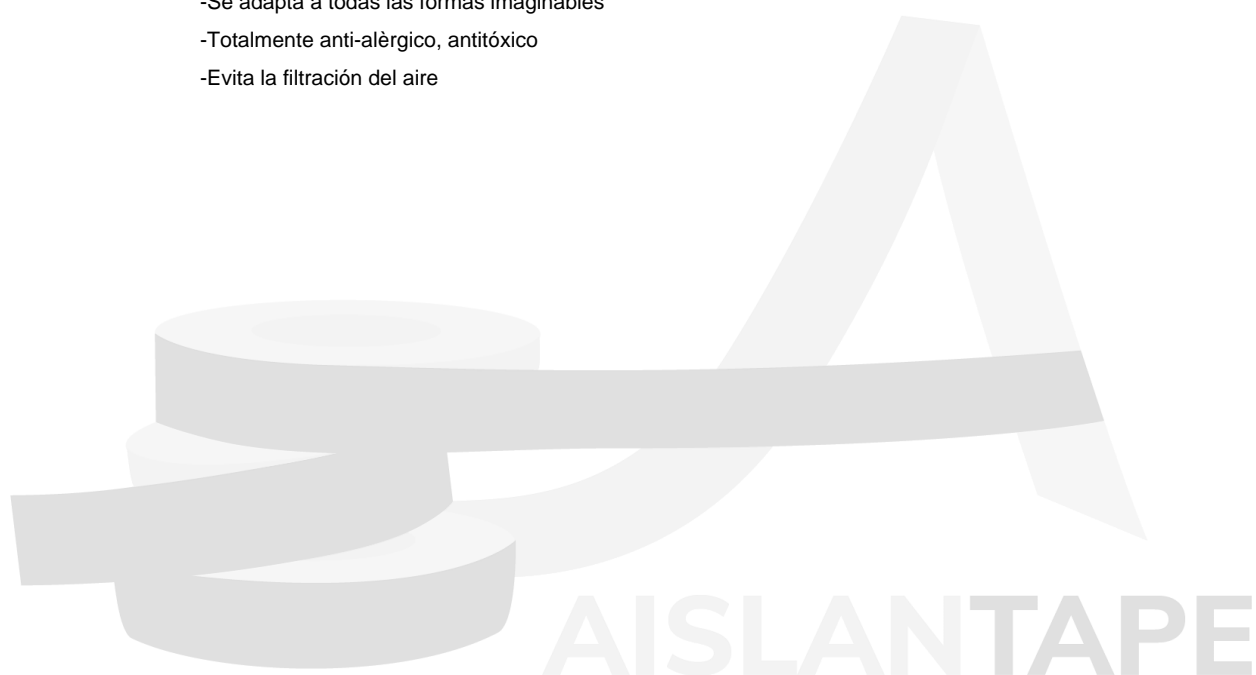 -Se adapta a todas las formas imaginables
-Totalmente anti-alèrgico, antitóxico
-Evita la filtración del aire
AISLANTAPE